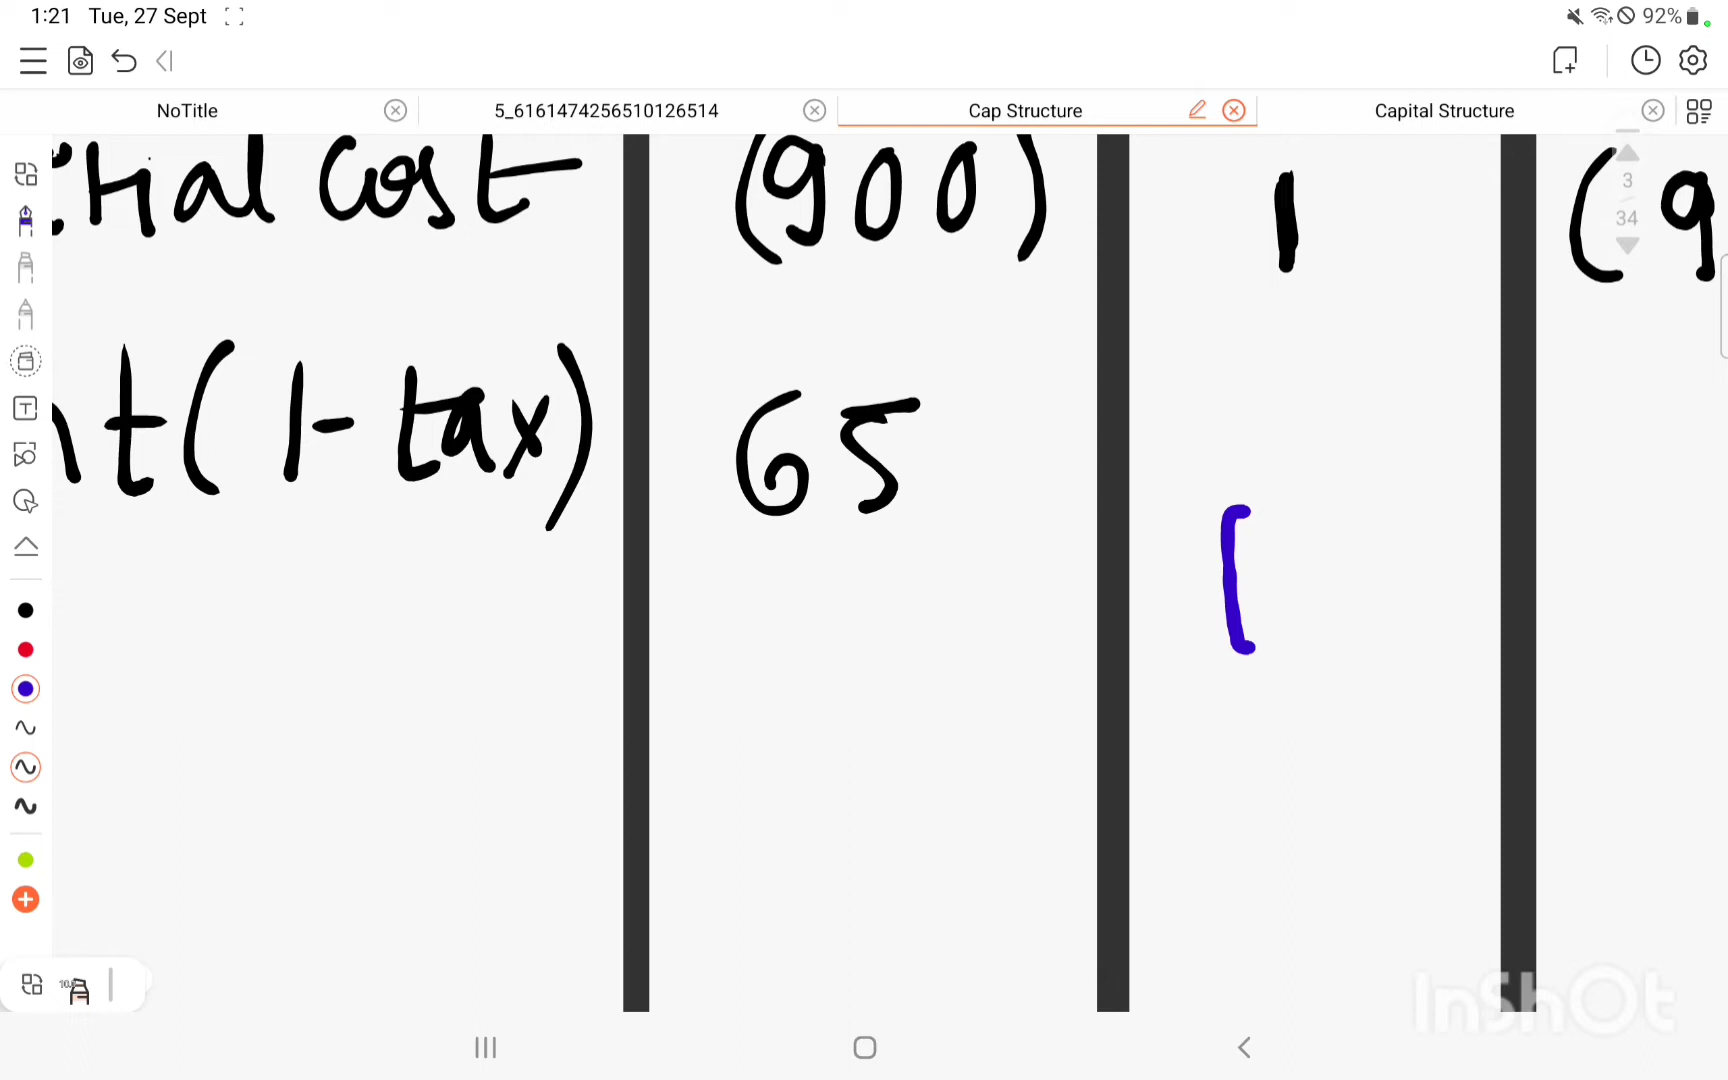 1:21 Tue, 27 Sept 92%
NoTitle 5_6161474256510126514 Cap Structure Capital Structure
3
34
tial cost (900) 1 (9
nt(1-tax) 65
[
T
InShOt